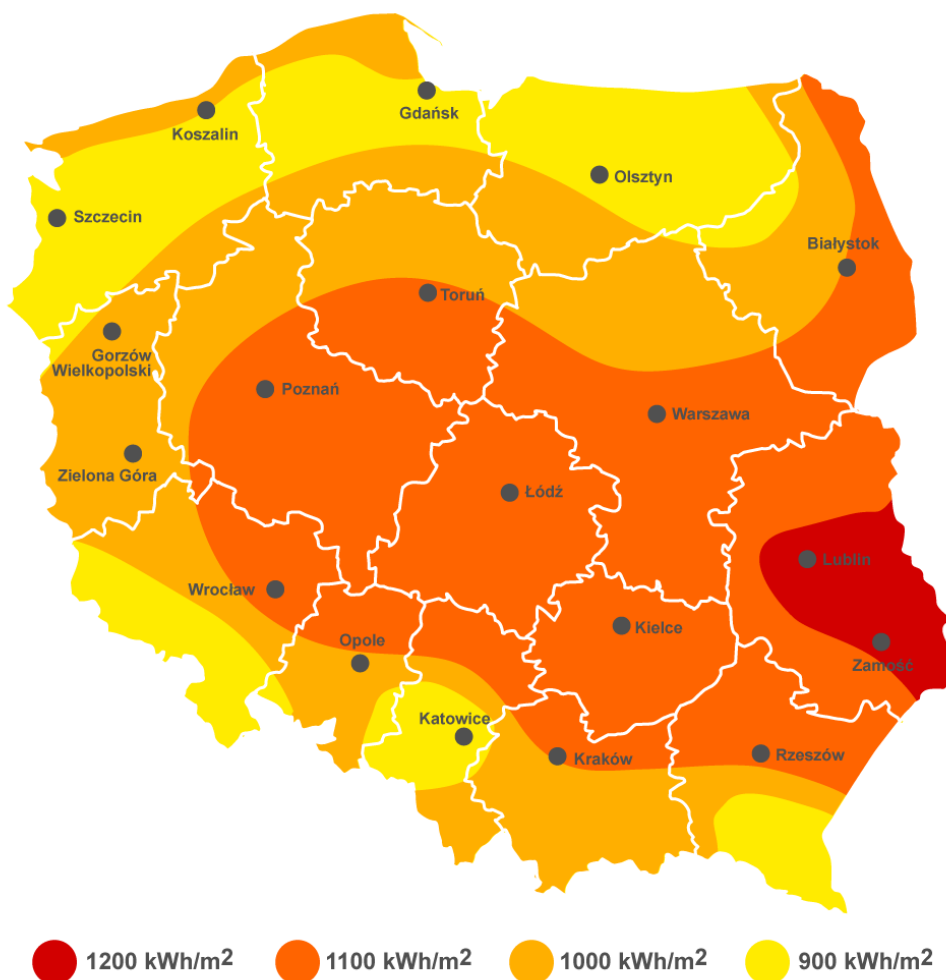 Gdańsk
Koszalin
Olsztyn
Szczecin
Białystok
Toruń
Gorzów
Wielkopolski
Poznań
Warszawa
Zielona Góra
Łódź
Lublin
Wrocław
Kielce
Opole
Zamość
Katowice
Kraków
Rzeszów
1200 kWh/m²
1100 kWh/m²
1000 kWh/m²
900 kWh/m²